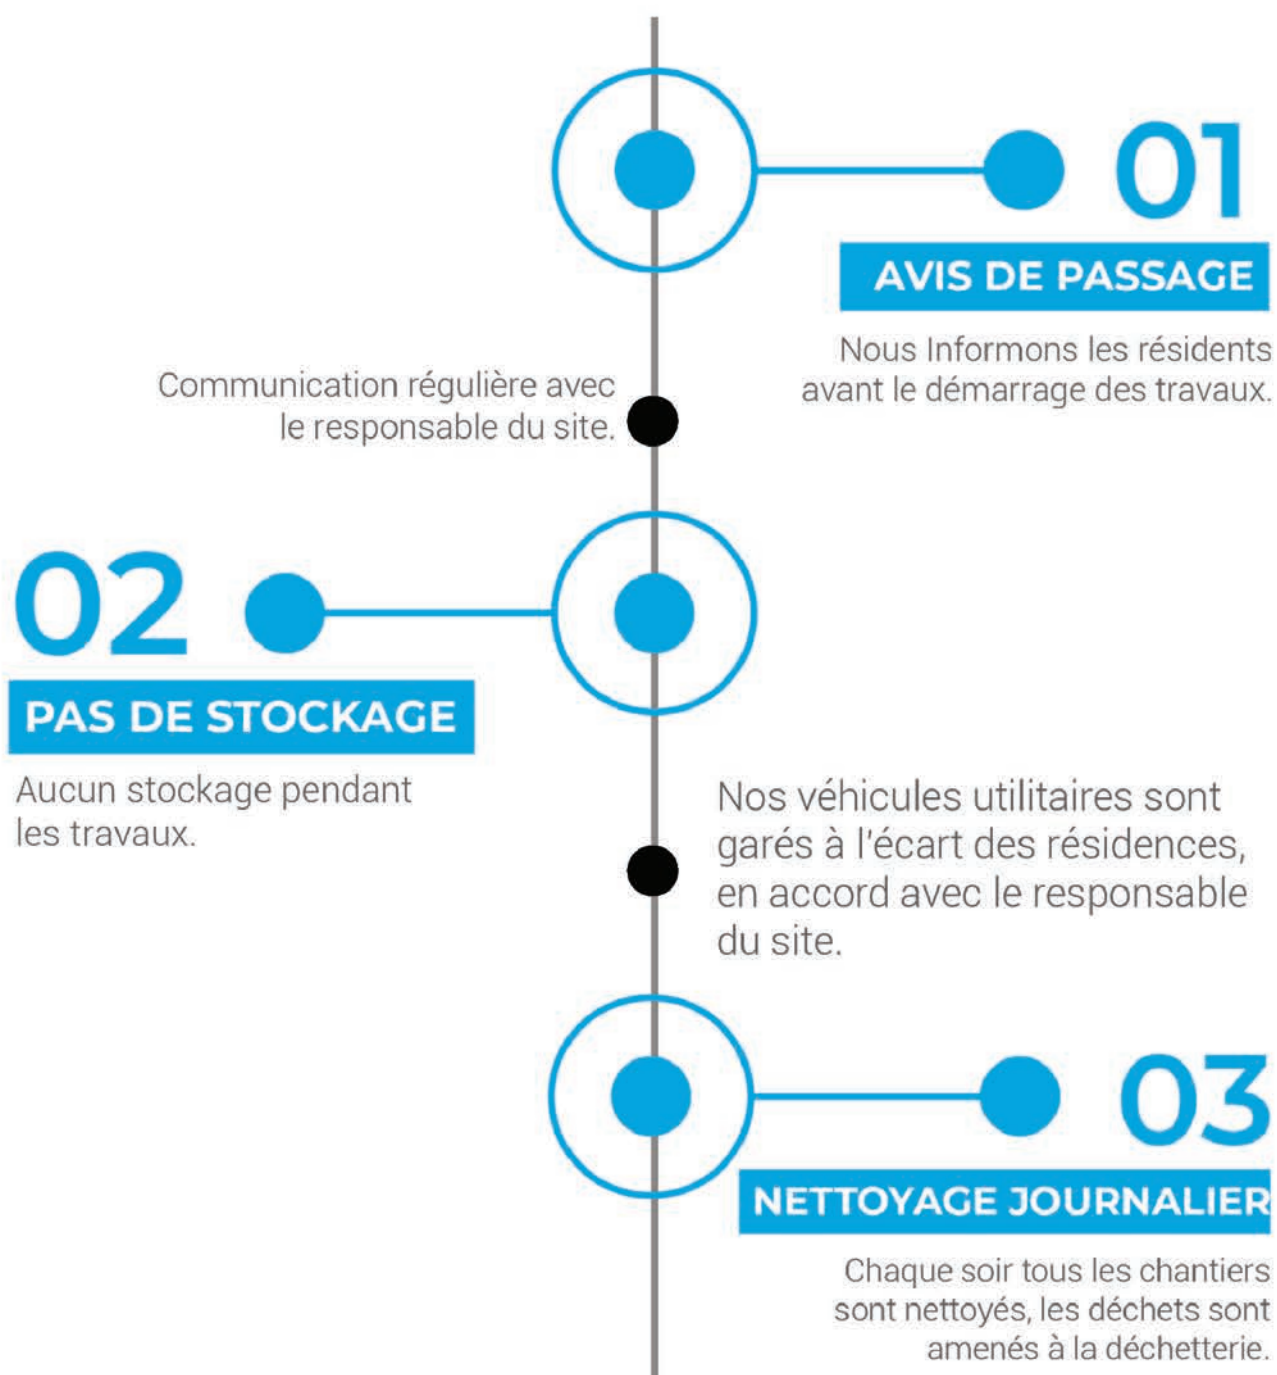 01
AVIS DE PASSAGE
Nous Informons les résidents
avant le démarrage des travaux.
Communication régulière avec
le responsable du site.
02
PAS DE STOCKAGE
Aucun stockage pendant
les travaux.
Nos véhicules utilitaires sont
garés à l'écart des résidences,
en accord avec le responsable
du site.
03
NETTOYAGE JOURNALIER
Chaque soir tous les chantiers
sont nettoyés, les déchets sont
amenés à la déchetterie.